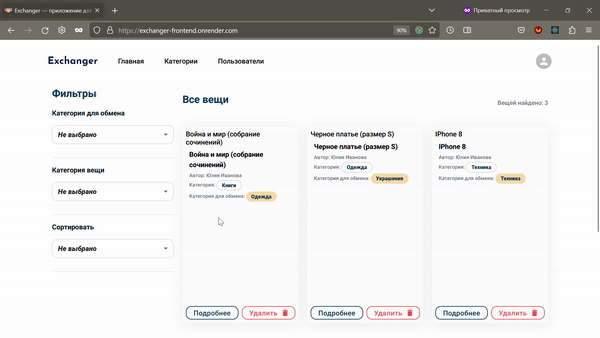 Exchanger — приложение для
Приватный просмотр
https://exchanger-frontend.onrender.com
90%
Exchanger
Главная
Категории
Пользователи
Фильтры
Категория для обмена
Не выбрано
Категория вещи
Не выбрано
Сортировать
Не выбрано
Все вещи
Вещей найдено: 3
Война и мир (собрание
сочинений)
Война и мир (собрание
сочинений)
Автор: Юлия Иванова
Категория: Книги
Категория для обмена: Одежда
Подробнее
Удалить
Черное платье (размер S)
Черное платье (размер S)
Автор: Юлия Иванова
Категория: Одежда
Категория для обмена: Украшения
Подробнее
Удалить
IPhone 8
IPhone 8
Автор: Юлия Иванова
Категория: Техника
Категория для обмена: Техника
Подробнее
Удалить